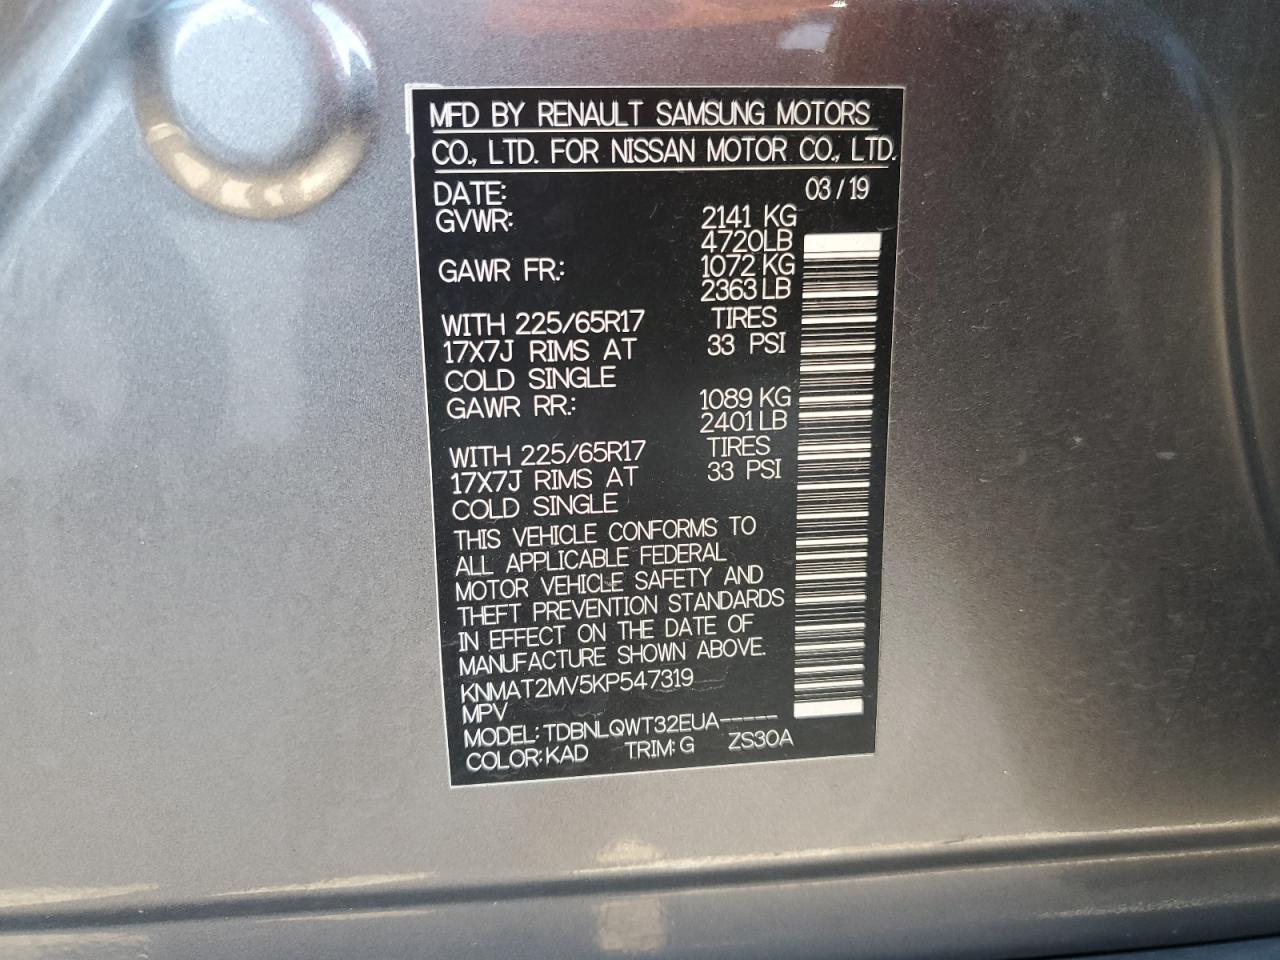 MFD BY RENAULT SAMSUNG MOTORS
CO., LTD. FOR NISSAN MOTOR CO., LTD.
DATE: 03 / 19
GVWR: 2141 KG
4720LB
GAWR FR.: 1072 KG
2363 LB
WITH 225/65R17 TIRES
17X7J RIMS AT 33 PSI
COLD SINGLE
GAWR RR.: 1089 KG
2401 LB
WITH 225/65R17 TIRES
17X7J RIMS AT 33 PSI
COLD SINGLE
THIS VEHICLE CONFORMS TO
ALL APPLICABLE FEDERAL
MOTOR VEHICLE SAFETY AND
THEFT PREVENTION STANDARDS
IN EFFECT ON THE DATE OF
MANUFACTURE SHOWN ABOVE.
KNMAT2MV5KP547319
MPV
MODEL: TDBNLQWT32EUA-----
COLOR: KAD TRIM: G ZS30A